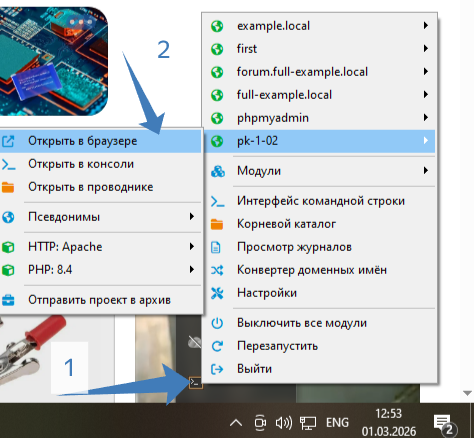 2
example.local
first
forum.full-example.local
full-example.local
phpmyadmin
pk-1-02
Модули
Интерфейс командной строки
Корневой каталог
Просмотр журналов
Конвертер доменных имён
Настройки
Выключить все модули
Перезапустить
Выйти
Открыть в браузере
Открыть в консоли
Открыть в проводнике
Псевдонимы
HTTP: Apache
PHP: 8.4
Отправить проект в архив
1
ENG
12:53
01.03.2026
2